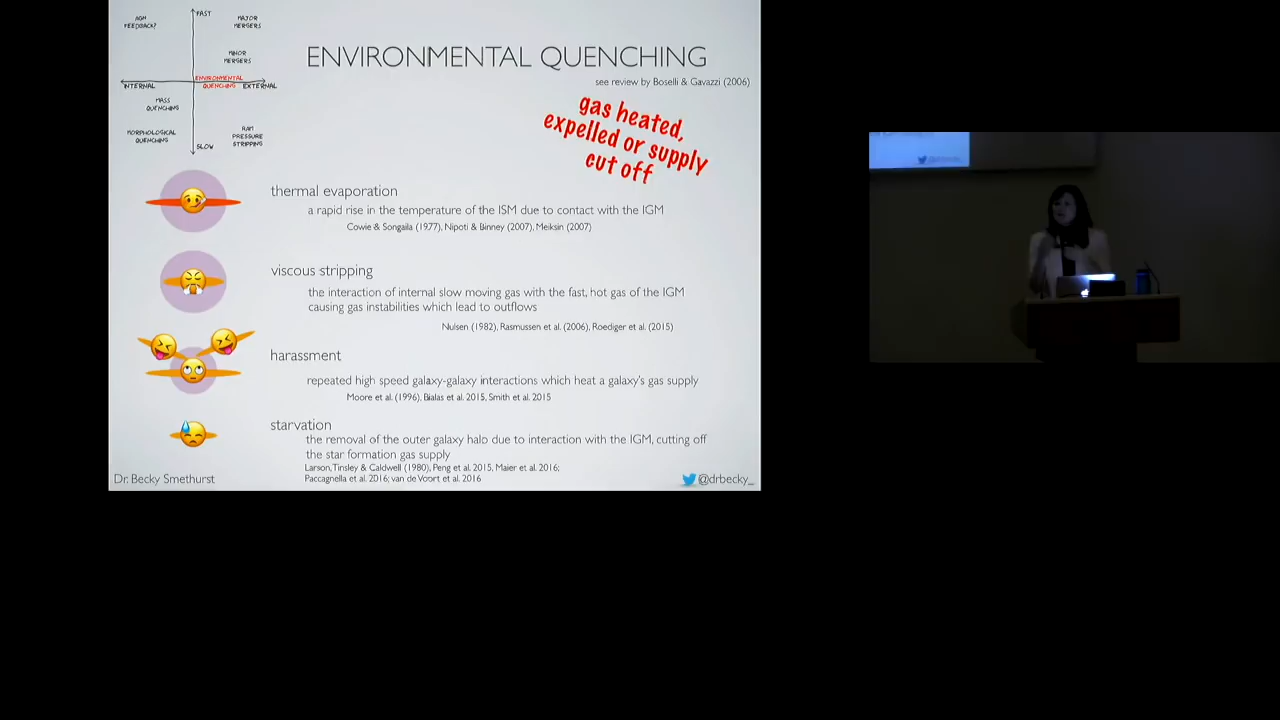 FAST
AGN
FEEDBACK?
MAJOR
MERGERS
MINOR
MERGERS
ENVIRONMENTAL
QUENCHING
INTERNAL
EXTERNAL
MASS
QUENCHING
MORPHOLOGICAL
QUENCHING
RAM
PRESSURE
STRIPPING
SLOW
ENVIRONMENTAL QUENCHING
see review by Boselli & Gavazzi (2006)
gas heated,
expelled or supply
cut off
thermal evaporation
a rapid rise in the temperature of the ISM due to contact with the IGM
Cowie & Songaila (1977), Nipoti & Binney (2007), Meiksin (2007)
viscous stripping
the interaction of internal slow moving gas with the fast, hot gas of the IGM
causing gas instabilities which lead to outflows
Nulsen (1982), Rasmussen et al. (2006), Roediger et al. (2015)
harassment
repeated high speed galaxy-galaxy interactions which heat a galaxy's gas supply
Moore et al. (1996), Bialas et al. 2015, Smith et al. 2015
starvation
the removal of the outer galaxy halo due to interaction with the IGM, cutting off
the star formation gas supply
Larson, Tinsley & Caldwell (1980), Peng et al. 2015, Maier et al. 2016;
Paccagnella et al. 2016; van de Voort et al. 2016
Dr. Becky Smethurst
@drbecky_
@drbecky_